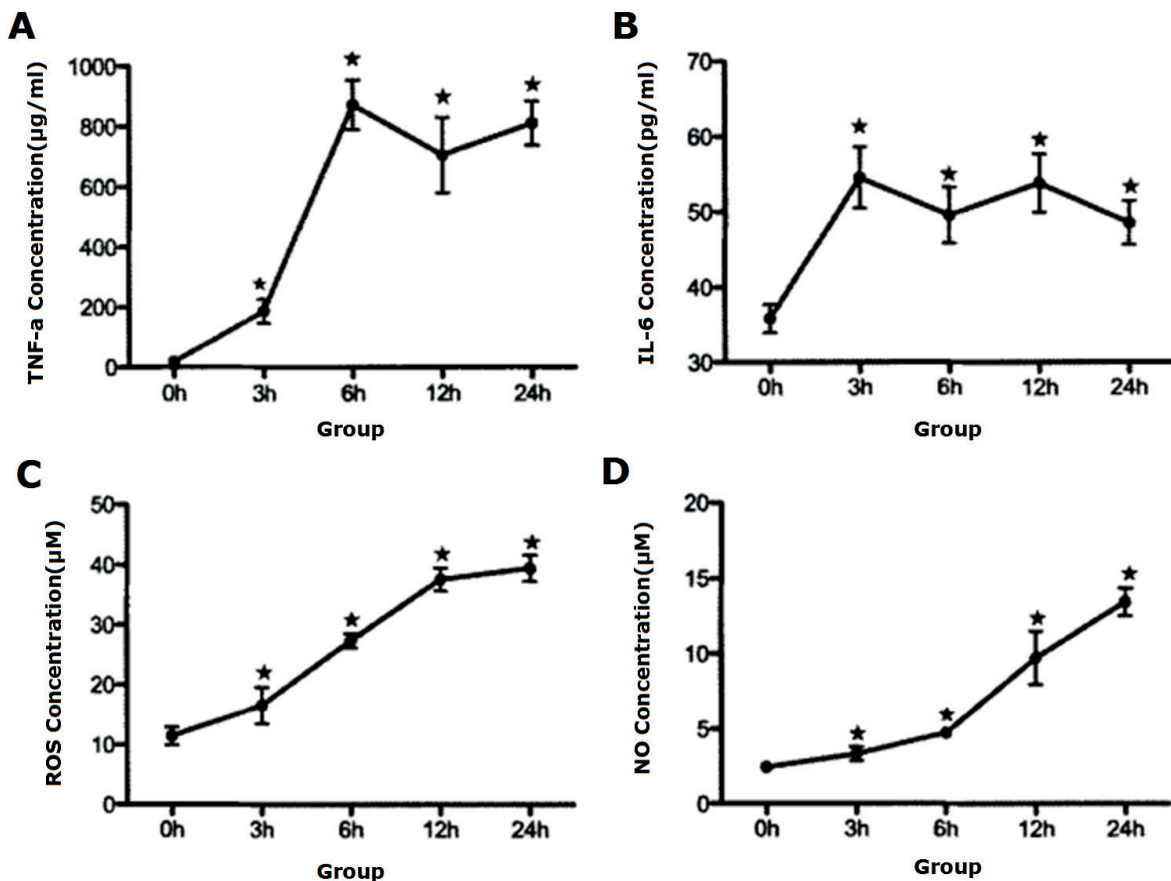 A
TNF-a Concentration(µg/ml)
1000
800
600
400
200
0
0h 3h 6h 12h 24h
Group
B
IL-6 Concentration(pg/ml)
70
60
50
40
30
0h 3h 6h 12h 24h
Group
C
ROS Concentration(µM)
50
40
30
20
10
0
0h 3h 6h 12h 24h
Group
D
NO Concentration(µM)
20
15
10
5
0
0h 3h 6h 12h 24h
Group